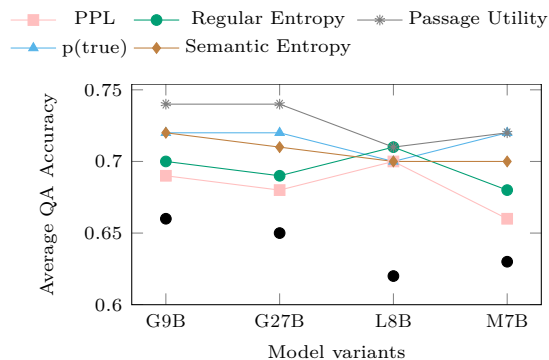 PPL Regular Entropy Passage Utility
p(true) Semantic Entropy
0.75
0.7
0.65
0.6
Average QA Accuracy
G9B G27B L8B M7B
Model variants